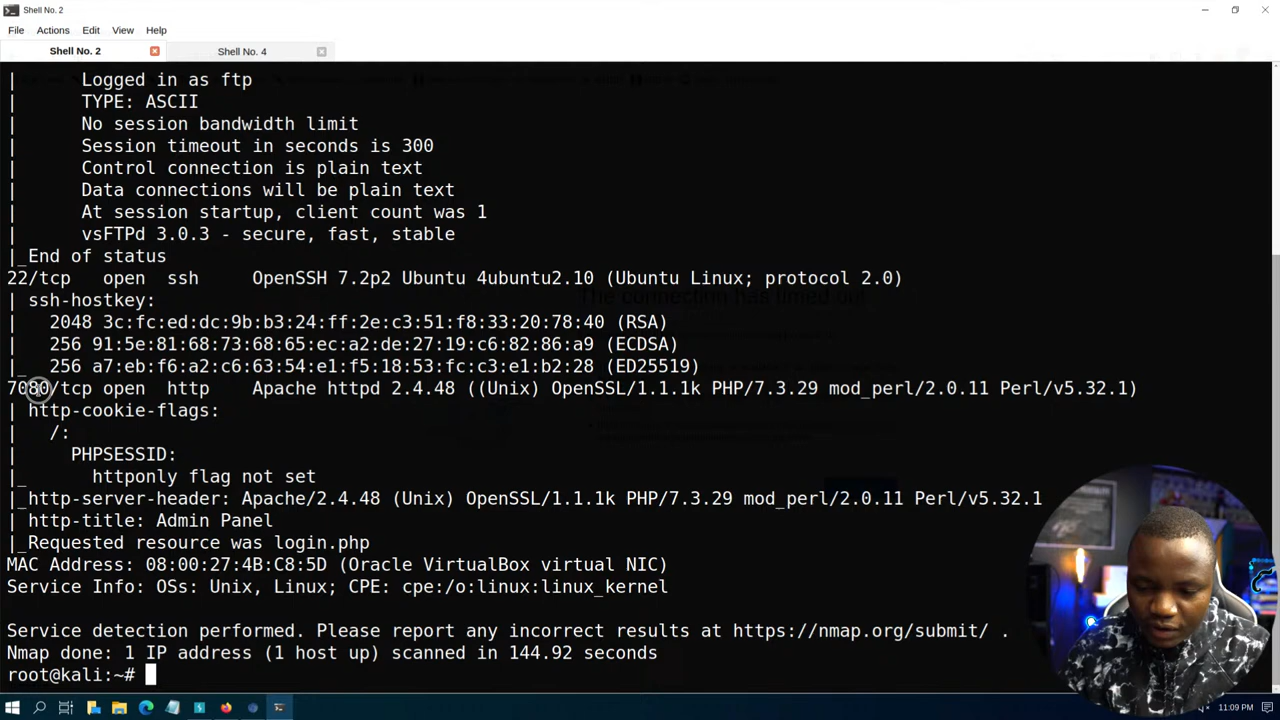 Shell No. 2
File Actions Edit View Help
Shell No. 2
Shell No. 4
| Logged in as ftp
| TYPE: ASCII
| No session bandwidth limit
| Session timeout in seconds is 300
| Control connection is plain text
| Data connections will be plain text
| At session startup, client count was 1
| vsFTPd 3.0.3 - secure, fast, stable
|_End of status
22/tcp open ssh OpenSSH 7.2p2 Ubuntu 4ubuntu2.10 (Ubuntu Linux; protocol 2.0)
| ssh-hostkey:
| 2048 3c:fc:ed:dc:9b:b3:24:ff:2e:c3:51:f8:33:20:78:40 (RSA)
| 256 91:5e:81:68:73:68:65:ec:a2:de:27:19:c6:82:86:a9 (ECDSA)
|_ 256 a7:eb:f6:a2:c6:63:54:e1:f5:18:53:fc:c3:e1:b2:28 (ED25519)
7080/tcp open http Apache httpd 2.4.48 ((Unix) OpenSSL/1.1.1k PHP/7.3.29 mod_perl/2.0.11 Perl/v5.32.1)
| http-cookie-flags:
| /:
| PHPSESSID:
|_ httponly flag not set
|_http-server-header: Apache/2.4.48 (Unix) OpenSSL/1.1.1k PHP/7.3.29 mod_perl/2.0.11 Perl/v5.32.1
| http-title: Admin Panel
|_Requested resource was login.php
MAC Address: 08:00:27:4B:C8:5D (Oracle VirtualBox virtual NIC)
Service Info: OSs: Unix, Linux; CPE: cpe:/o:linux:linux_kernel
Service detection performed. Please report any incorrect results at https://nmap.org/submit/ .
Nmap done: 1 IP address (1 host up) scanned in 144.92 seconds
root@kali:~#
The connection has timed out
11:09 PM